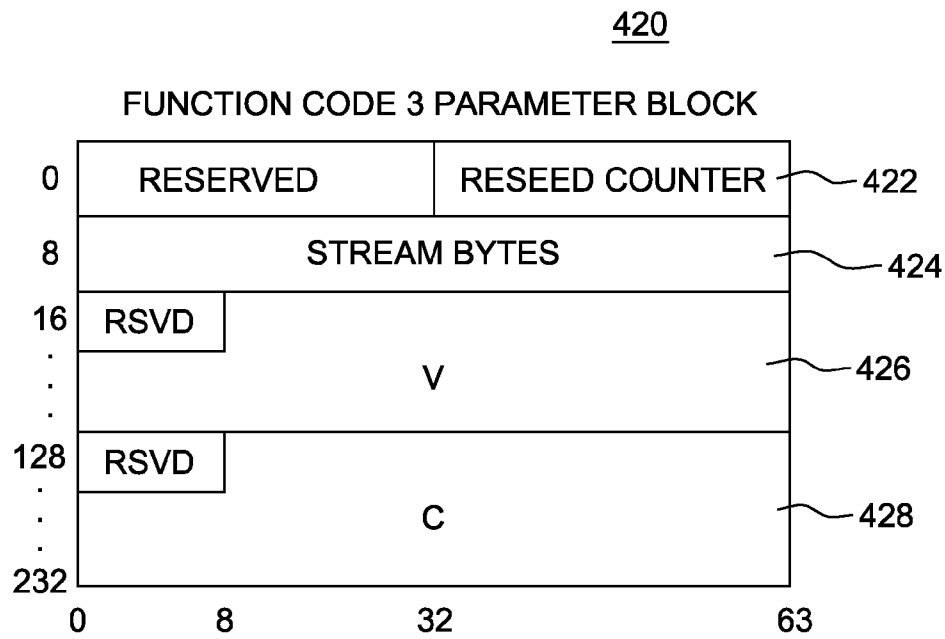 420
FUNCTION CODE 3 PARAMETER BLOCK
0 RESERVED RESEED COUNTER 422
8 STREAM BYTES 424
16 RSVD
V 426
128 RSVD
C 428
232
0 8 32 63